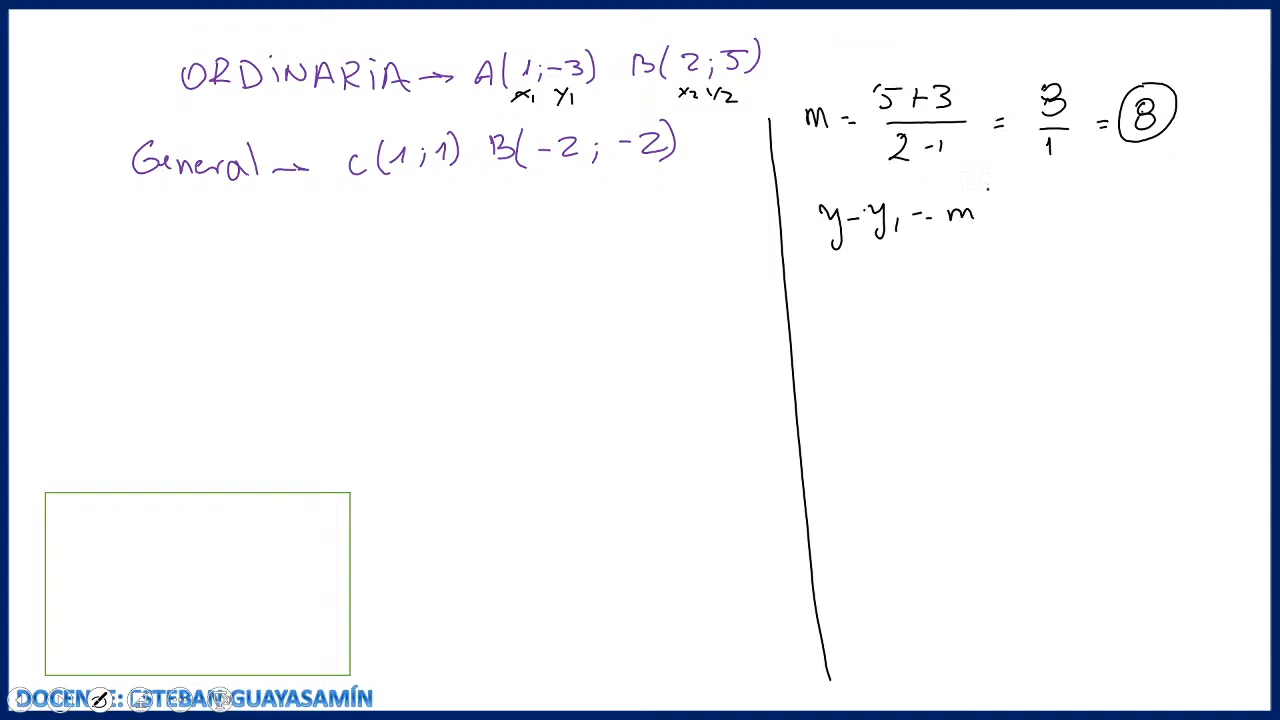 ORDINARIA → A(1;-3) B(2;5)
x1 y1 x2 y2
General → C(1;1) B(-2;-2)
m = 5+3 / 2-1 = 8/1 = 8
y-y1 = m
DOCENTE: ESTEBAN GUAYASAMÍN